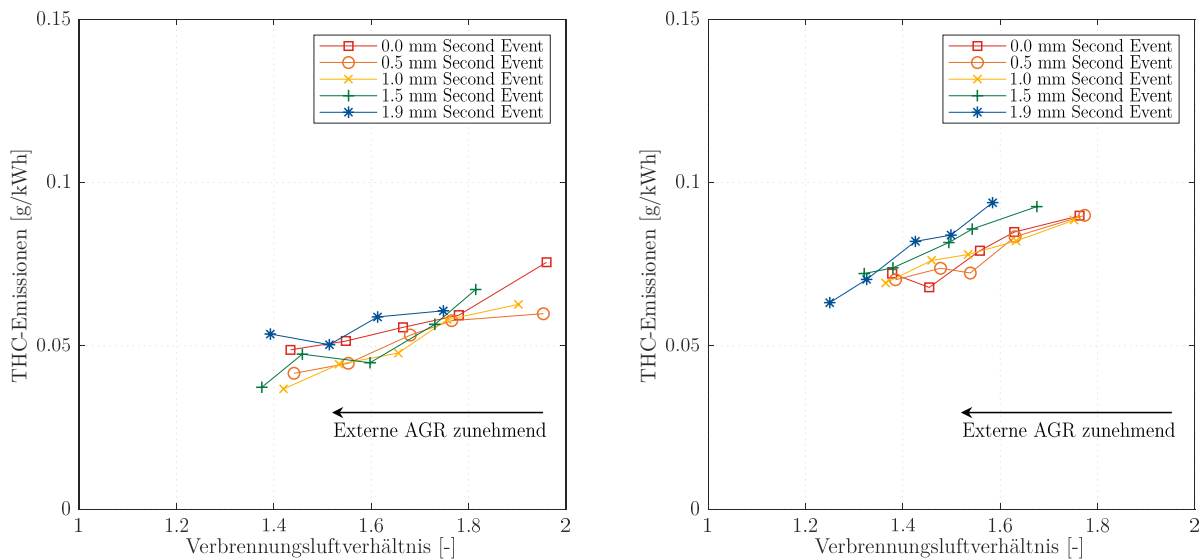 0.15
0.1
0.05
0
THC-Emissionen [g/kWh]
0.0 mm Second Event
0.5 mm Second Event
1.0 mm Second Event
1.5 mm Second Event
1.9 mm Second Event
Externe AGR zunehmend
1 1.2 1.4 1.6 1.8 2
Verbrennungsluftverhältnis [-]
0.15
0.1
0.05
0
THC-Emissionen [g/kWh]
0.0 mm Second Event
0.5 mm Second Event
1.0 mm Second Event
1.5 mm Second Event
1.9 mm Second Event
Externe AGR zunehmend
1 1.2 1.4 1.6 1.8 2
Verbrennungsluftverhältnis [-]